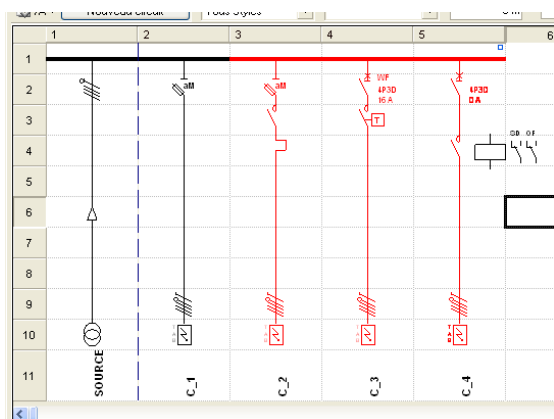 Nouveau circuit
Tous Styles
1 2 3 4 5 6
1
2 aM aM WF
4P3D 4P3D
16 A 0 A
3 T
4 OD OF
5
6
7
8
9
10
11 SOURCE C_1 C_2 C_3 C_4